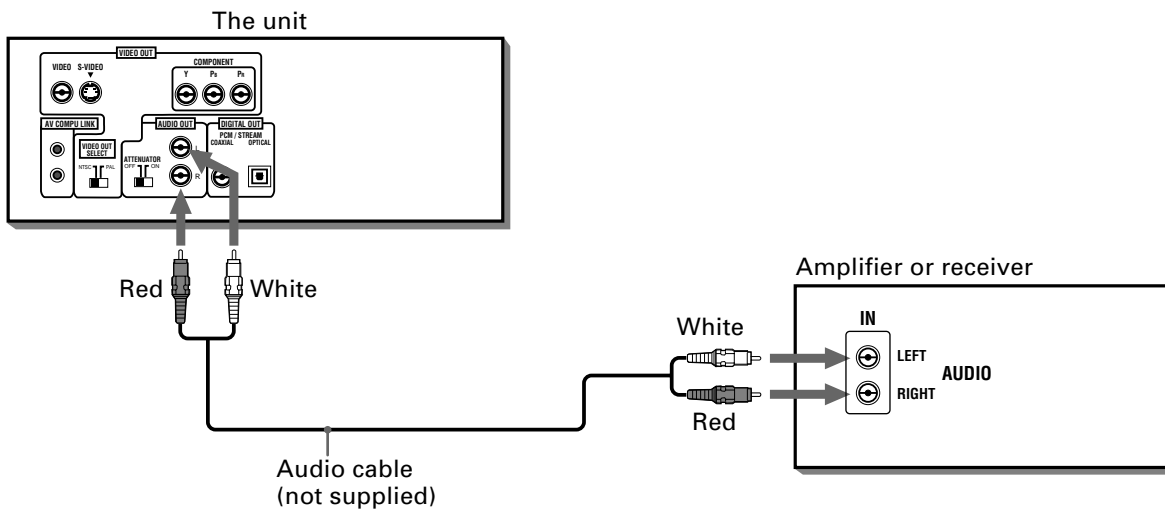 The unit
VIDEO OUT
VIDEO S-VIDEO
COMPONENT
Y PB PR
AV COMPU LINK
AUDIO OUT
DIGITAL OUT
PCM / STREAM
COAXIAL OPTICAL
VIDEO OUT
SELECT
NTSC PAL
ATTENUATOR
OFF ON
R
Red
White
Audio cable
(not supplied)
Amplifier or receiver
White
Red
IN
LEFT
RIGHT
AUDIO